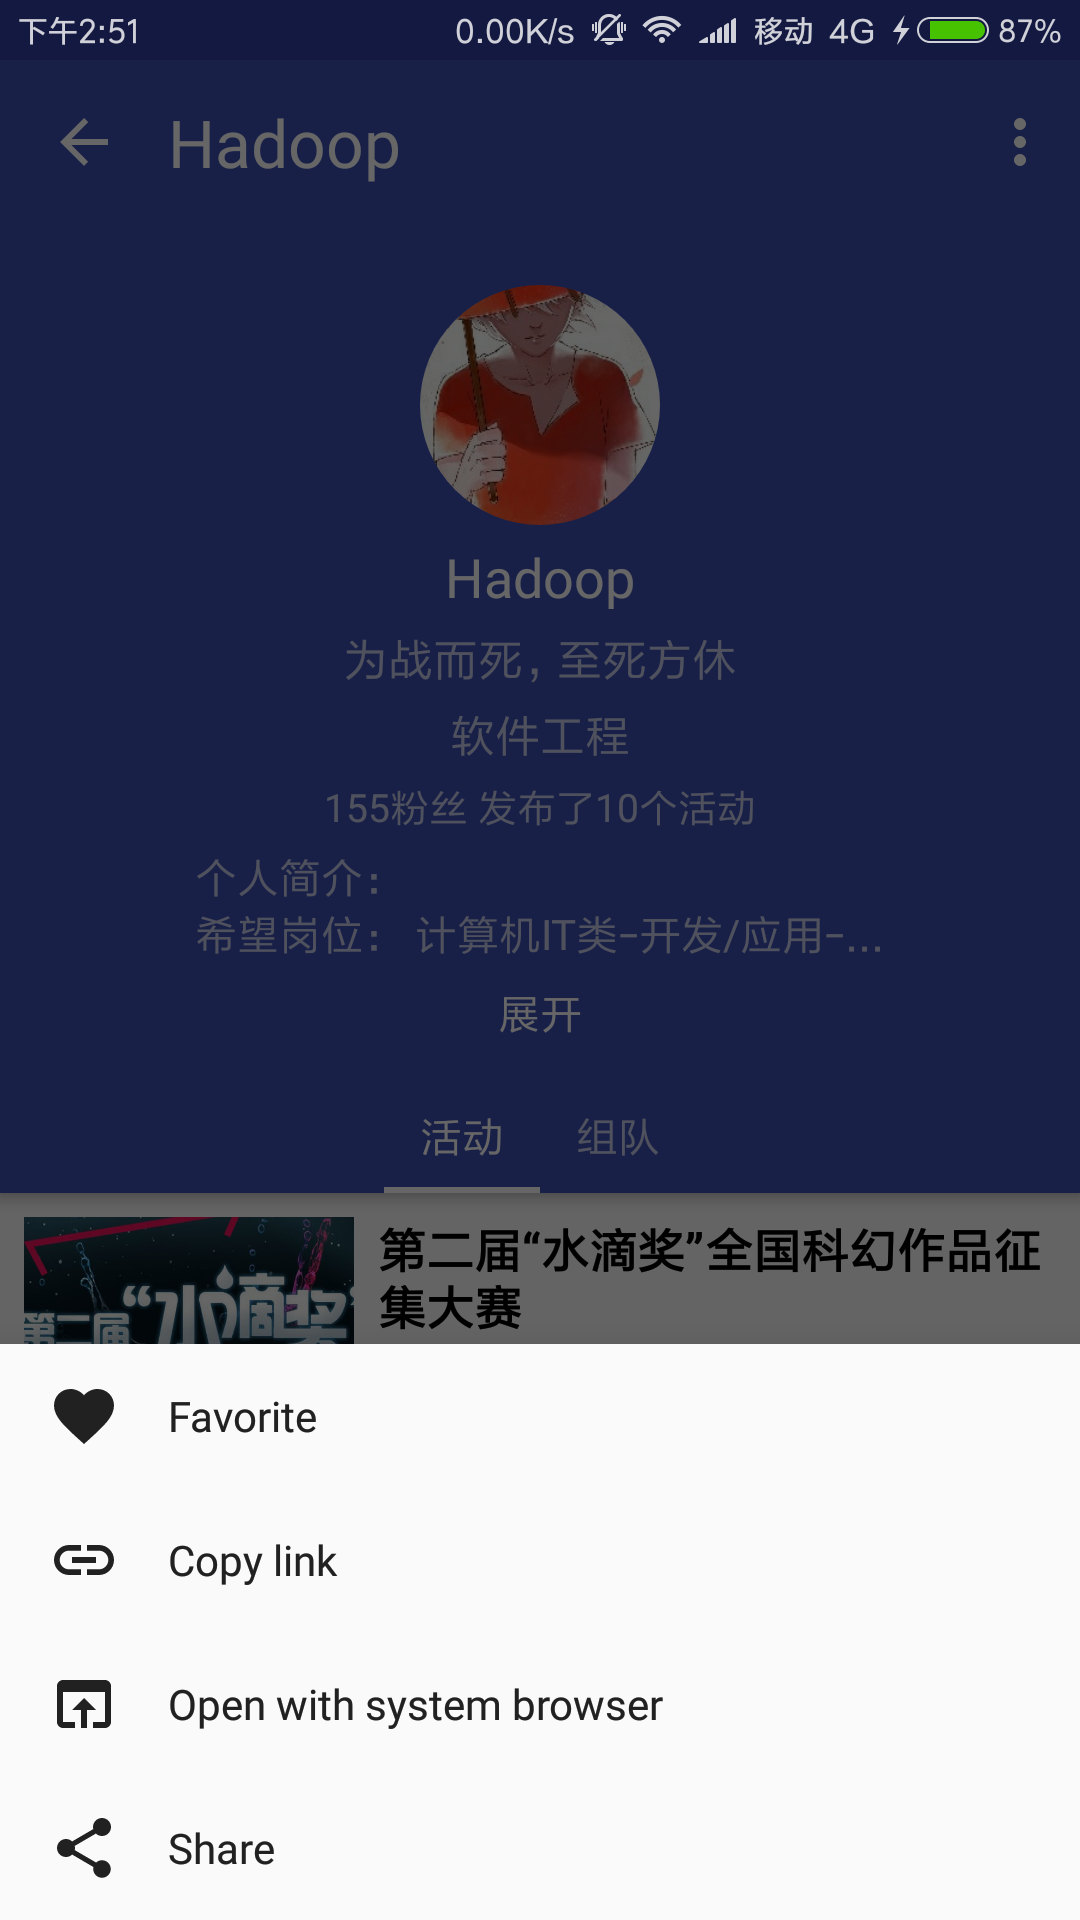 下午2:51 0.00K/s 移动 4G 87%
Hadoop
Hadoop
为战而死，至死方休
软件工程
155粉丝 发布了10个活动
个人简介：
希望岗位： 计算机IT类-开发/应用-...
展开
活动 组队
第二届“水滴奖”全国科幻作品征
集大赛
第二届“水滴奖”
Favorite
Copy link
Open with system browser
Share